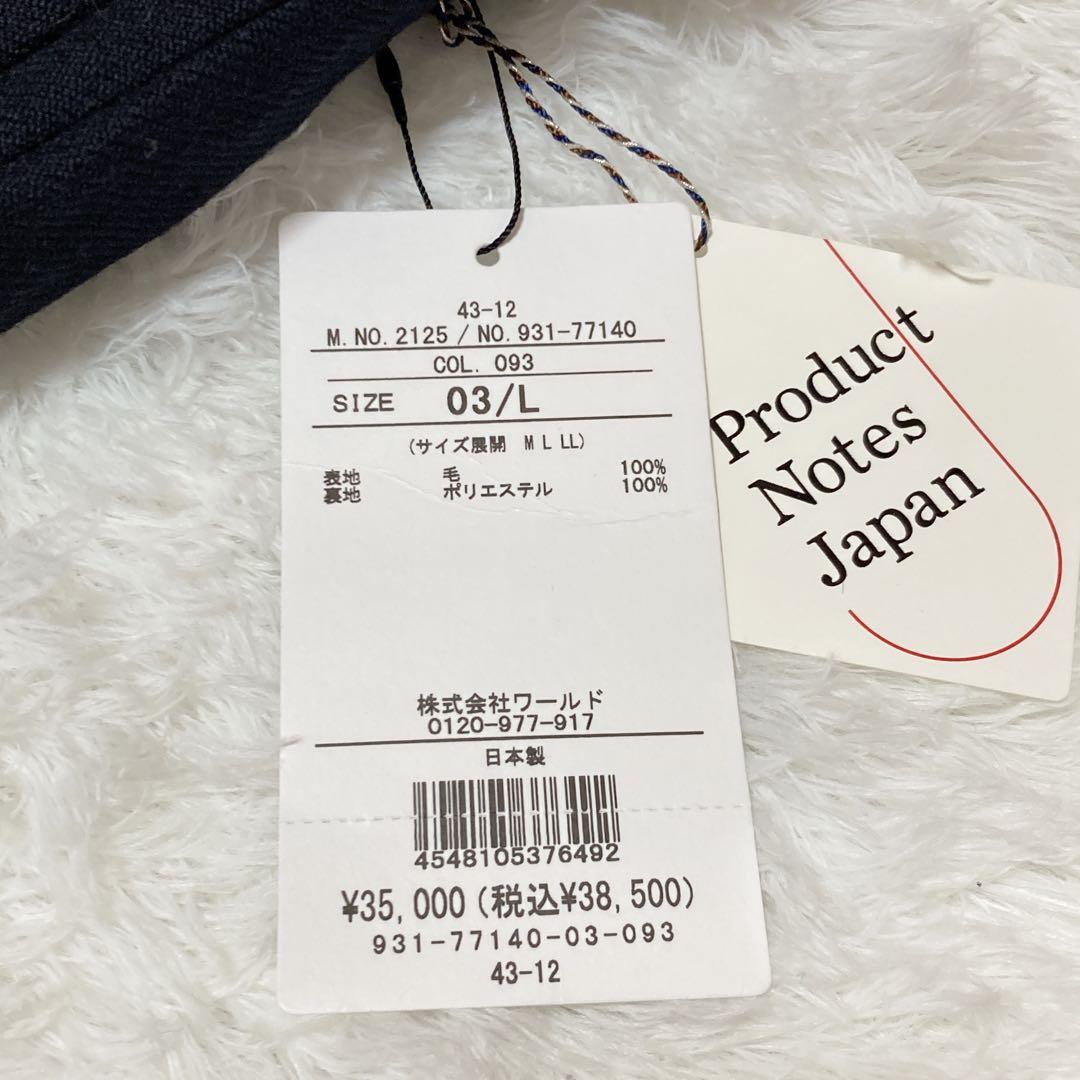 43-12
M.NO.2125 / NO.931-77140
COL. 093
SIZE 03/L
(サイズ展開 M L LL)
表地 毛 100%
裏地 ポリエステル 100%
株式会社ワールド
0120-977-917
日本製
4548105376492
¥35,000(税込¥38,500)
931-77140-03-093
43-12
Product
Notes
Japan